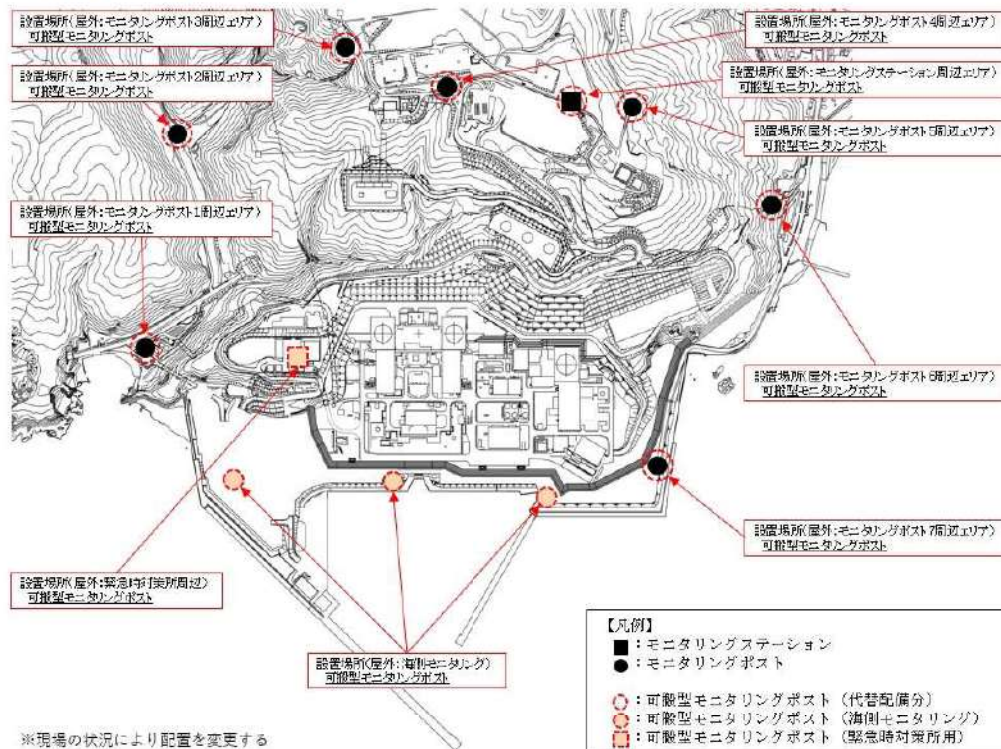 設置場所(屋外:モニタリングポスト3周辺エリア)
可搬型モニタリングポスト
設置場所(屋外:モニタリングポスト4周辺エリア)
可搬型モニタリングポスト
設置場所(屋外:モニタリングポスト2周辺エリア)
可搬型モニタリングポスト
設置場所(屋外:モニタリングステーション周辺エリア)
可搬型モニタリングポスト
設置場所(屋外:モニタリングポスト5周辺エリア)
可搬型モニタリングポスト
設置場所(屋外:モニタリングポスト1周辺エリア)
可搬型モニタリングポスト
設置場所(屋外:モニタリングポスト6周辺エリア)
可搬型モニタリングポスト
設置場所(屋外:モニタリングポスト7周辺エリア)
可搬型モニタリングポスト
設置場所(屋外:緊急時対策所周辺)
可搬型モニタリングポスト
設置場所(屋外:海側モニタリング)
可搬型モニタリングポスト
【凡例】
■:モニタリングステーション
●:モニタリングポスト
:可搬型モニタリングポスト(代替配備分)
:可搬型モニタリングポスト(海側モニタリング)
:可搬型モニタリングポスト(緊急時対策所用)
※現場の状況により配置を変更する